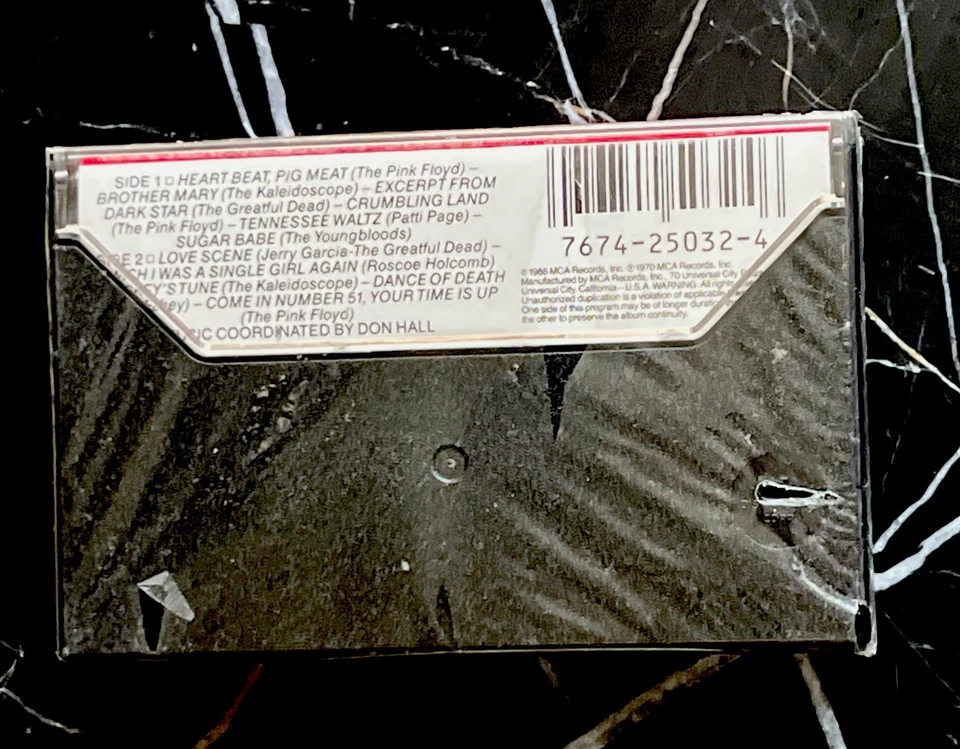 SIDE 1 □ HEART BEAT, PIG MEAT (The Pink Floyd) –
BROTHER MARY (The Kaleidoscope) – EXCERPT FROM
DARK STAR (The Greatful Dead) – CRUMBLING LAND
(The Pink Floyd) – TENNESSEE WALTZ (Patti Page) –
SUGAR BABE (The Youngbloods)
2 □ LOVE SCENE (Jerry Garcia-The Greatful Dead) –
I WAS A SINGLE GIRL AGAIN (Roscoe Holcomb)
TUNE (The Kaleidoscope) – DANCE OF DEATH
– COME IN NUMBER 51, YOUR TIME IS UP
(The Pink Floyd)
COORDINATED BY DON HALL
7674-25032-4
© 1986 MCA Records, Inc. ℗ 1970 MCA Records, Inc.
Manufactured by MCA Records, Inc., 70 Universal City
Universal City, California – U.S.A. WARNING: All rights
Unauthorized duplication is a violation of applicable
One side of this program may be of longer duration
the other to preserve the album continuity.